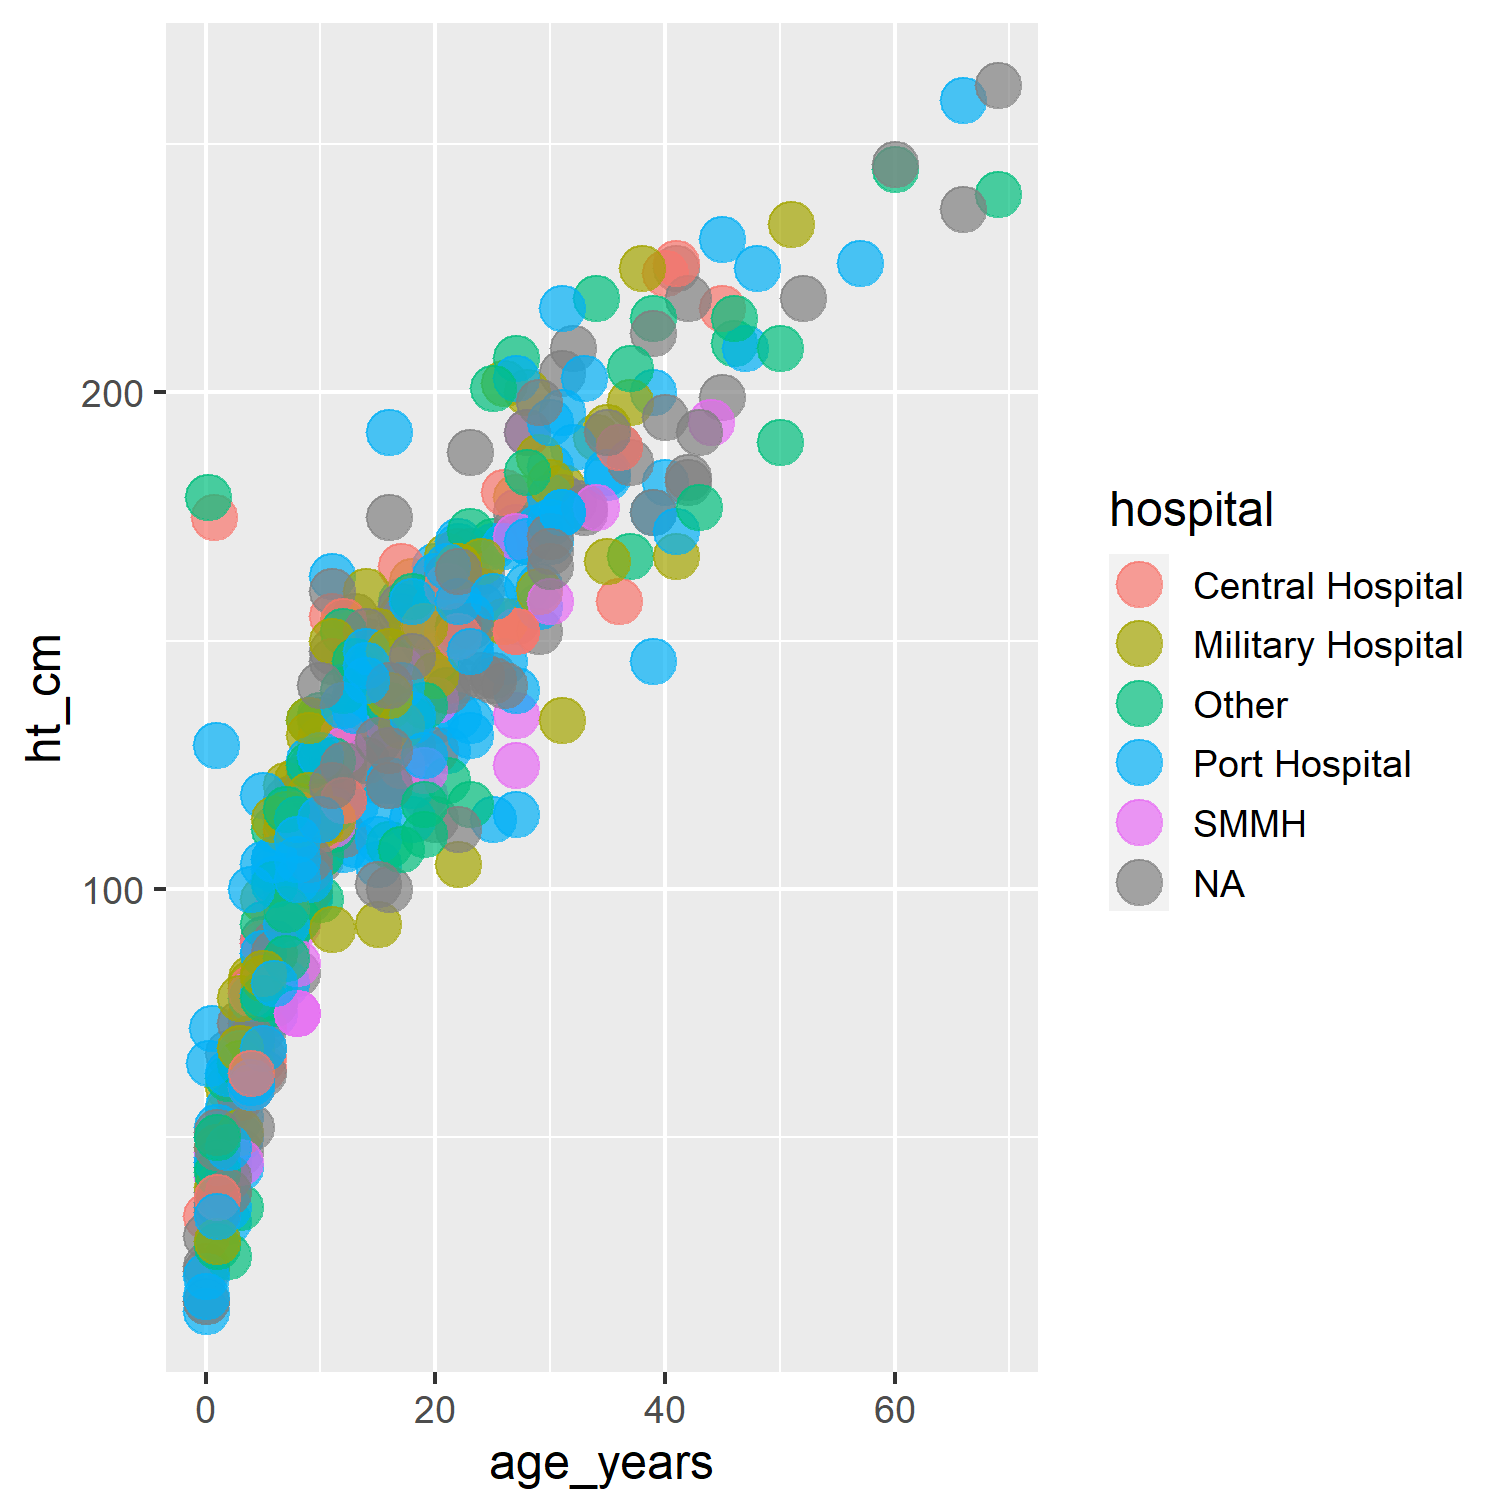 ht_cm
200
100
0
20
40
60
age_years
hospital
Central Hospital
Military Hospital
Other
Port Hospital
SMMH
NA